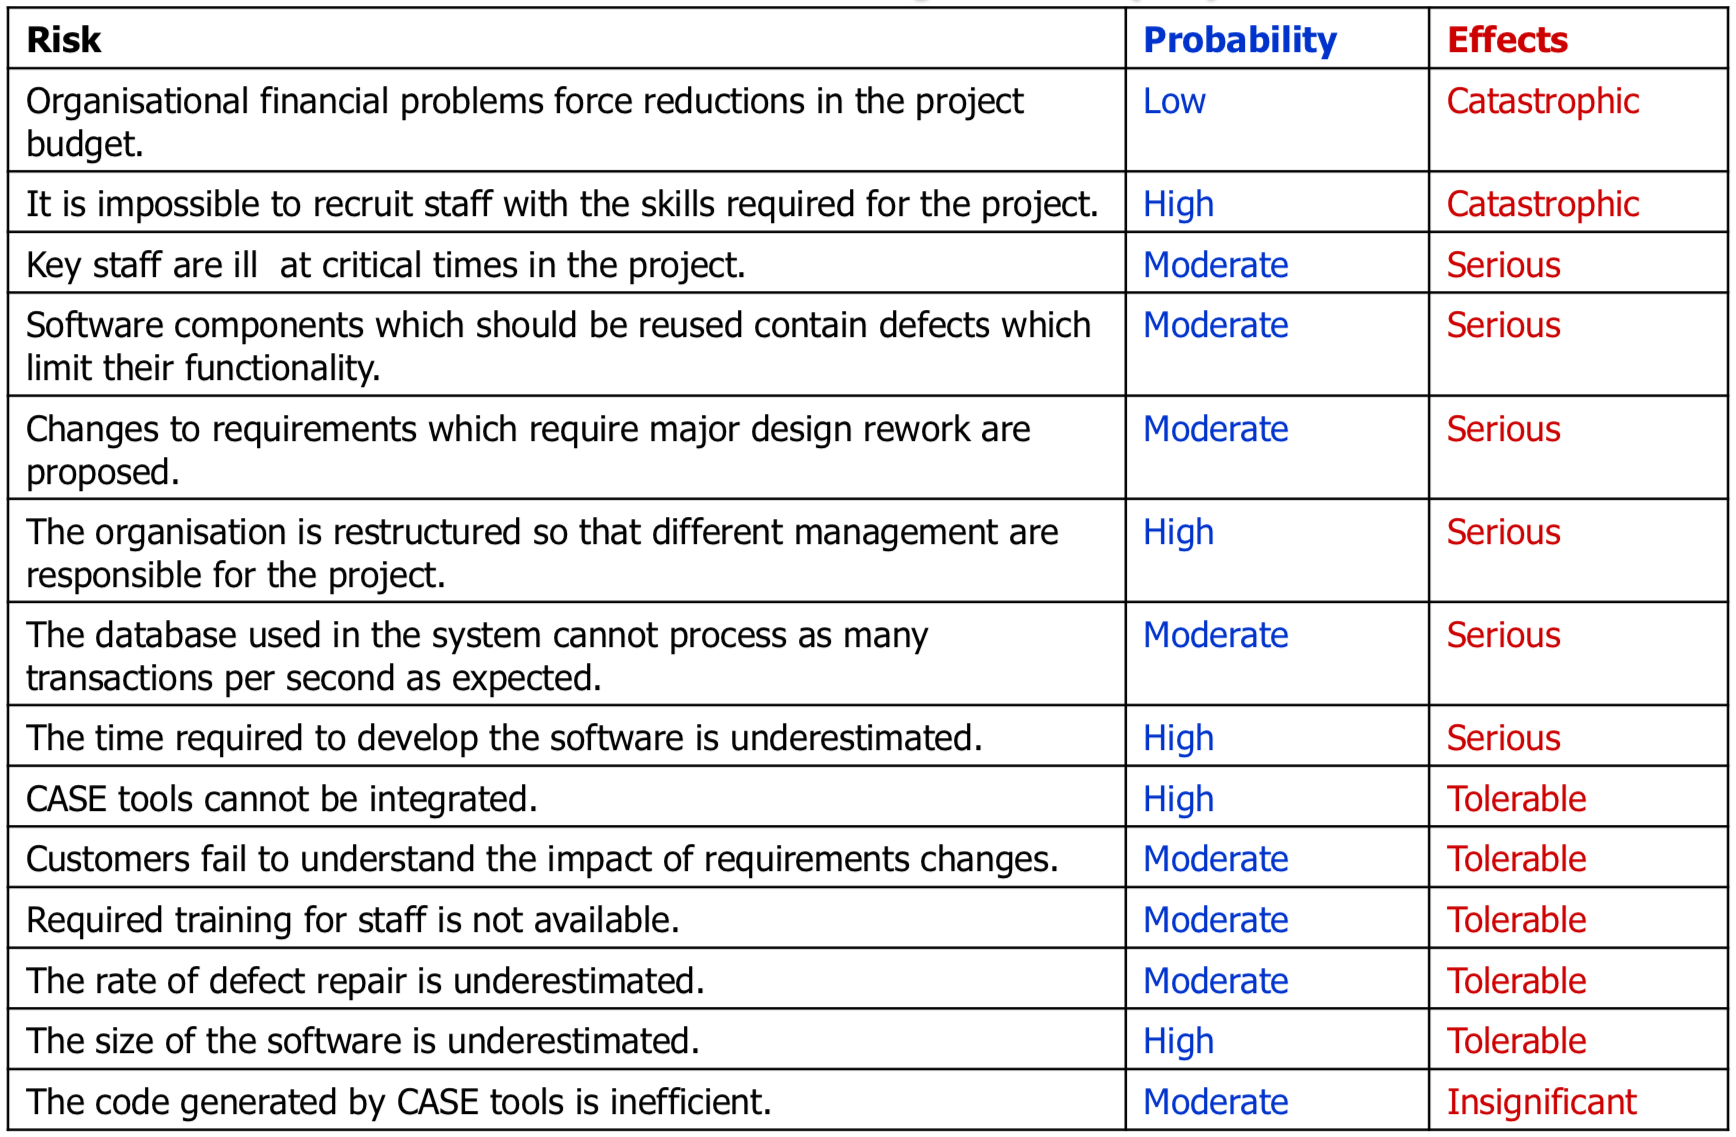 Risk Probability Effects
Organisational financial problems force reductions in the project Low Catastrophic
budget.
It is impossible to recruit staff with the skills required for the project. High Catastrophic
Key staff are ill  at critical times in the project. Moderate Serious
Software components which should be reused contain defects which Moderate Serious
limit their functionality.
Changes to requirements which require major design rework are Moderate Serious
proposed.
The organisation is restructured so that different management are High Serious
responsible for the project.
The database used in the system cannot process as many Moderate Serious
transactions per second as expected.
The time required to develop the software is underestimated. High Serious
CASE tools cannot be integrated. High Tolerable
Customers fail to understand the impact of requirements changes. Moderate Tolerable
Required training for staff is not available. Moderate Tolerable
The rate of defect repair is underestimated. Moderate Tolerable
The size of the software is underestimated. High Tolerable
The code generated by CASE tools is inefficient. Moderate Insignificant